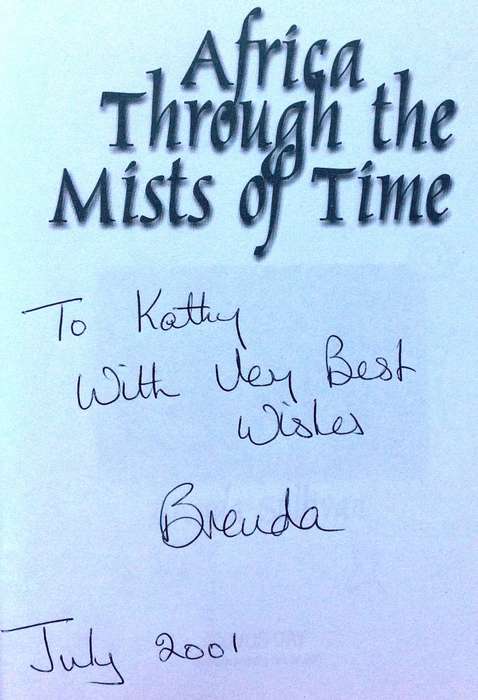 Africa
Through the
Mists of Time
To Kathy
With Very Best
Wishes
Brenda
July 2001